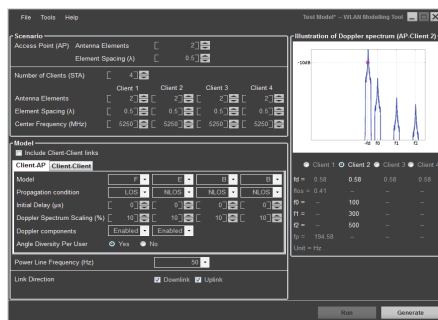 File Tools Help
Test Model* – WLAN Modelling Tool
Scenario
Access Point (AP) Antenna Elements [ 2]
Element Spacing (λ) [ 0.5]
Number of Clients (STA) [ 4]
Client 1 Client 2 Client 3 Client 4
Antenna Elements [ 2] [ 2] [ 2] [ 2]
Element Spacing (λ) [ 0.5] [ 0.5] [ 0.5] [ 0.5]
Center Frequency (MHz) [ 5250] [ 5250] [ 5250] [ 5250]
Model
Include Client-Client links
Client.AP Client.Client
Model F E B B
Propagation condition LOS NLOS NLOS NLOS
Initial Delay (µs) [ 0] [ 0] [ 0] [ 0]
Doppler Spectrum Scaling (%) [ 10] [ 10] [ 10] [ 10]
Doppler components Enabled Enabled
Angle Diversity Per User Yes No
Power Line Frequency (Hz) 50
Link Direction Downlink Uplink
Illustration of Doppler spectrum (AP-Client 2)
-10dB
-fd fd f1 f2
Client 1 Client 2 Client 3 Client 4
fd = 0.58 0.58 0.58 0.58
flos = 0.41 – – –
f0 = – 100 – –
f1 = – 300 – –
f2 = – 500 – –
fp = 194.58 – – –
Unit = Hz
Run Generate